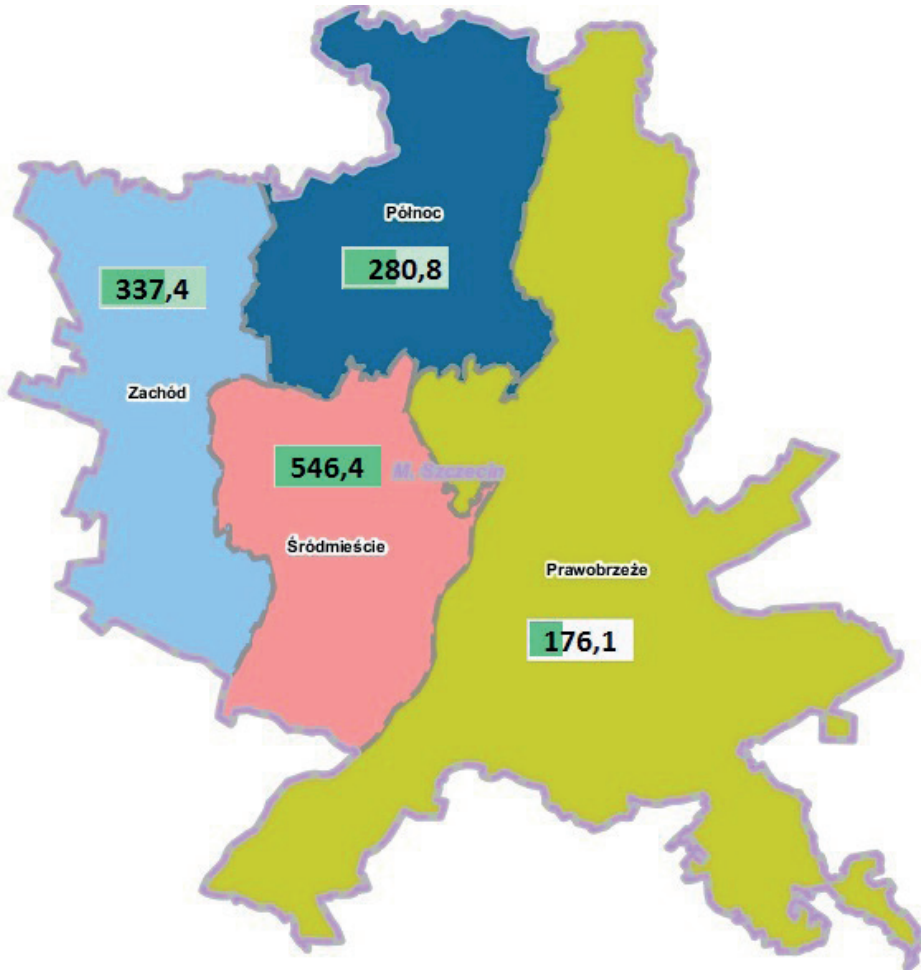 Północ
280,8
337,4
Zachód
546,4
M. Szczecin
Śródmieście
Prawobrzeże
176,1